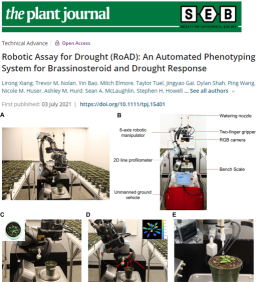 the plant journal
SEB
Technical Advance
Open Access
Robotic Assay for Drought (RoAD): An Automated Phenotyping
System for Brassinosteroid and Drought Response
Lirong Xiang, Trevor M. Nolan, Yin Bao, Mitch Elmore, Taylor Tuel, Jingyao Gai, Dylan Shah, Ping Wang,
Nicole M. Huser, Ashley M. Hurd, Sean A. McLaughlin, Stephen H. Howell ... See all authors
First published: 03 July 2021 | https://doi.org/10.1111/tpj.15401
A
B
Watering nozzle
6-axis robotic
manipulator
Two-finger gripper
RGB camera
2D line profilometer
Bench Scale
Unmanned ground
vehicle
C
D
E